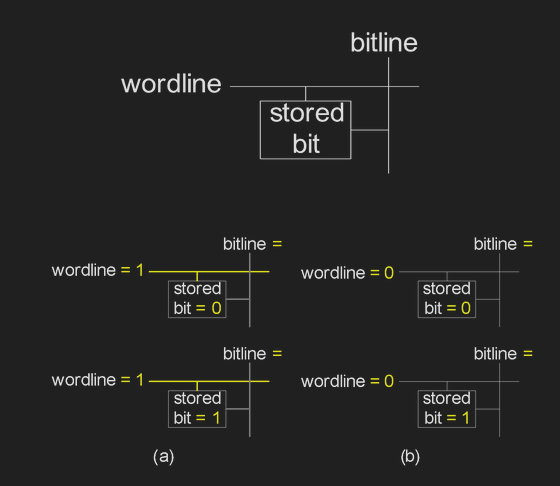 bitline
wordline
stored
bit
bitline =
wordline = 1
stored
bit = 0
bitline =
wordline = 0
stored
bit = 0
bitline =
wordline = 1
stored
bit = 1
bitline =
wordline = 0
stored
bit = 1
(a)
(b)